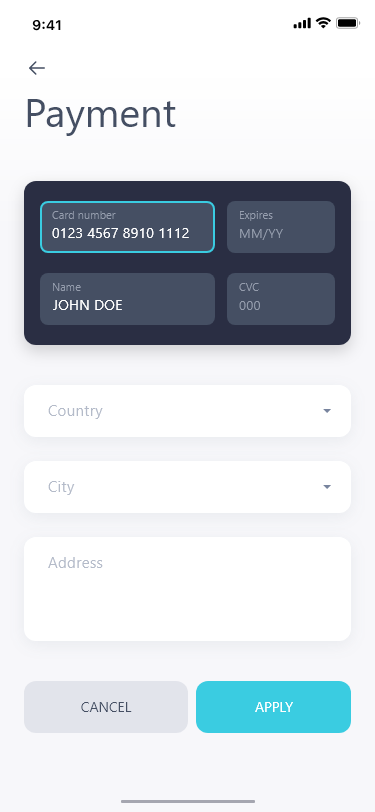 9:41
Payment
Card number
0123 4567 8910 1112
Expires
MM/YY
Name
JOHN DOE
CVC
000
Country
City
Address
CANCEL
APPLY